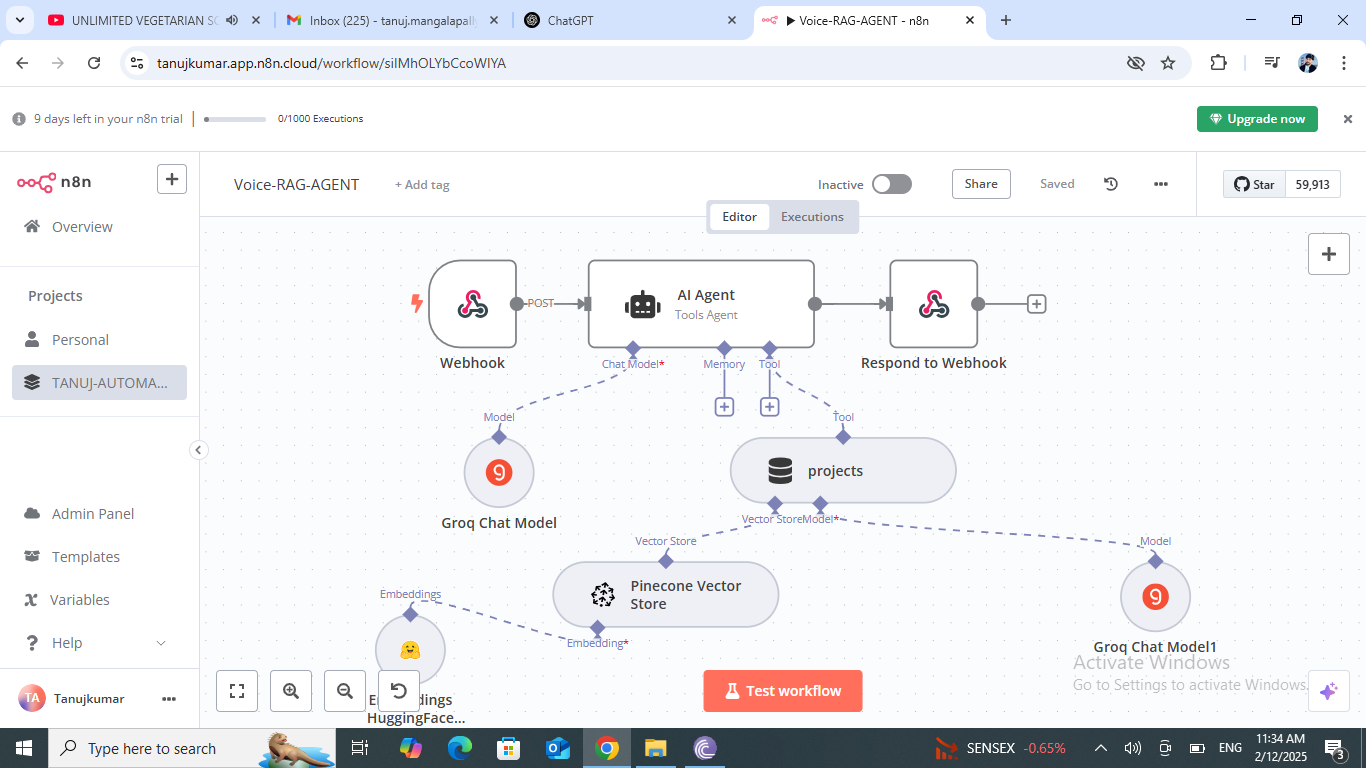 UNLIMITED VEGETARIAN SC
Inbox (225) - tanuj.mangalapall
ChatGPT
▶ Voice-RAG-AGENT - n8n
tanujkumar.app.n8n.cloud/workflow/siIMhOLYbCcoWIYA
9 days left in your n8n trial
0/1000 Executions
Upgrade now
n8n
Voice-RAG-AGENT
+ Add tag
Inactive
Share
Saved
Star
59,913
Editor
Executions
Overview
Projects
Personal
TANUJ-AUTOMA...
Admin Panel
Templates
Variables
Help
TA
Tanujkumar
POST
AI Agent
Tools Agent
Webhook
Chat Model*
Memory
Tool
Respond to Webhook
Model
Tool
projects
Groq Chat Model
Vector Store
Model*
Vector Store
Model
Pinecone Vector
Store
Embeddings
Embedding*
Groq Chat Model1
HuggingFace...
Test workflow
Activate Windows
Go to Settings to activate Windows.
Type here to search
SENSEX -0.65%
ENG
11:34 AM
2/12/2025
3